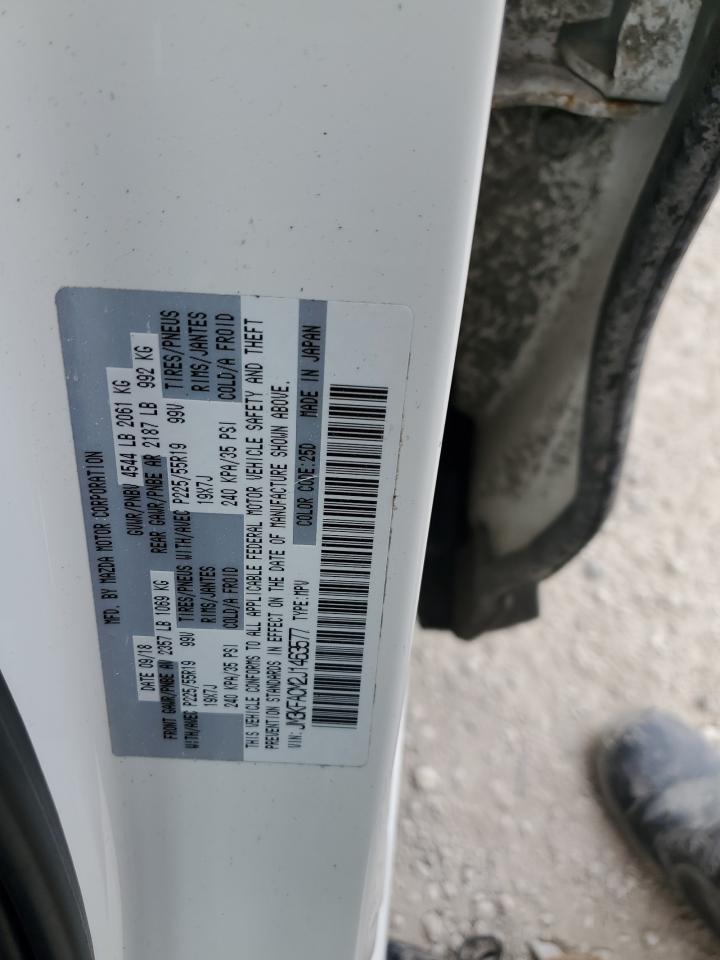 MFD. BY MAZDA MOTOR CORPORATION
DATE 09/18 GVWR/PNBV 4544 LB 2061 KG
FRONT GAWR/PNBE AV 2357 LB 1069 KG REAR GAWR/PNBE AR 2187 LB 992 KG
TIRES/PNEUS TIRES/PNEUS
WITH/AVEC P225/55R19 99V RIMS/JANTES WITH/AVEC P225/55R19 99V RIMS/JANTES
19X7J COLD/A FROID 19X7J COLD/A FROID
240 KPA/35 PSI 240 KPA/35 PSI
THIS VEHICLE CONFORMS TO ALL APPLICABLE FEDERAL MOTOR VEHICLE SAFETY AND THEFT
PREVENTION STANDARDS IN EFFECT ON THE DATE OF MANUFACTURE SHOWN ABOVE.
COLOR CODE:25D MADE IN JAPAN
VIN: JM3KFACM2J1463577 TYPE:MPV